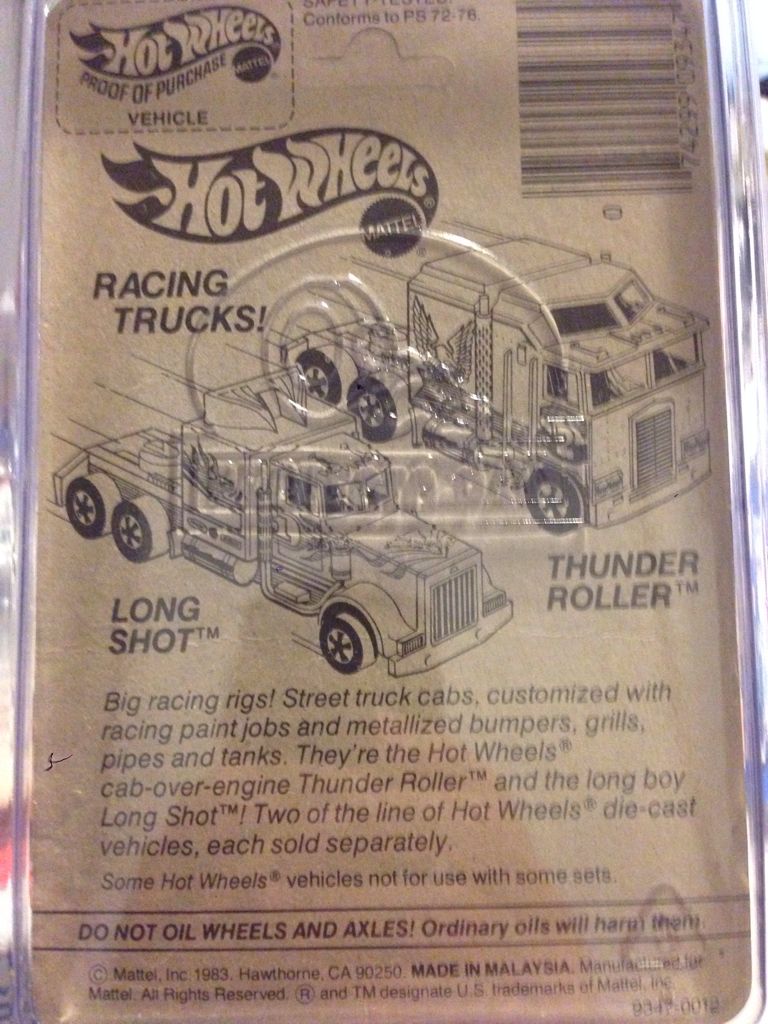 Hot Wheels®
MATTEL
PROOF OF PURCHASE
VEHICLE
SAFETY-TESTED.
Conforms to PS 72-76.
Hot Wheels®
MATTEL®
RACING
TRUCKS!
THUNDER
ROLLER™
LONG
SHOT™
Big racing rigs! Street truck cabs, customized with
racing paint jobs and metallized bumpers, grills,
pipes and tanks. They're the Hot Wheels®
cab-over-engine Thunder Roller™ and the long boy
Long Shot™! Two of the line of Hot Wheels® die-cast
vehicles, each sold separately.
Some Hot Wheels® vehicles not for use with some sets.
DO NOT OIL WHEELS AND AXLES! Ordinary oils will harm them.
© Mattel, Inc. 1983. Hawthorne, CA 90250. MADE IN MALAYSIA. Manufactured for
Mattel. All Rights Reserved. ® and TM designate U.S. trademarks of Mattel, Inc.
9347-0012